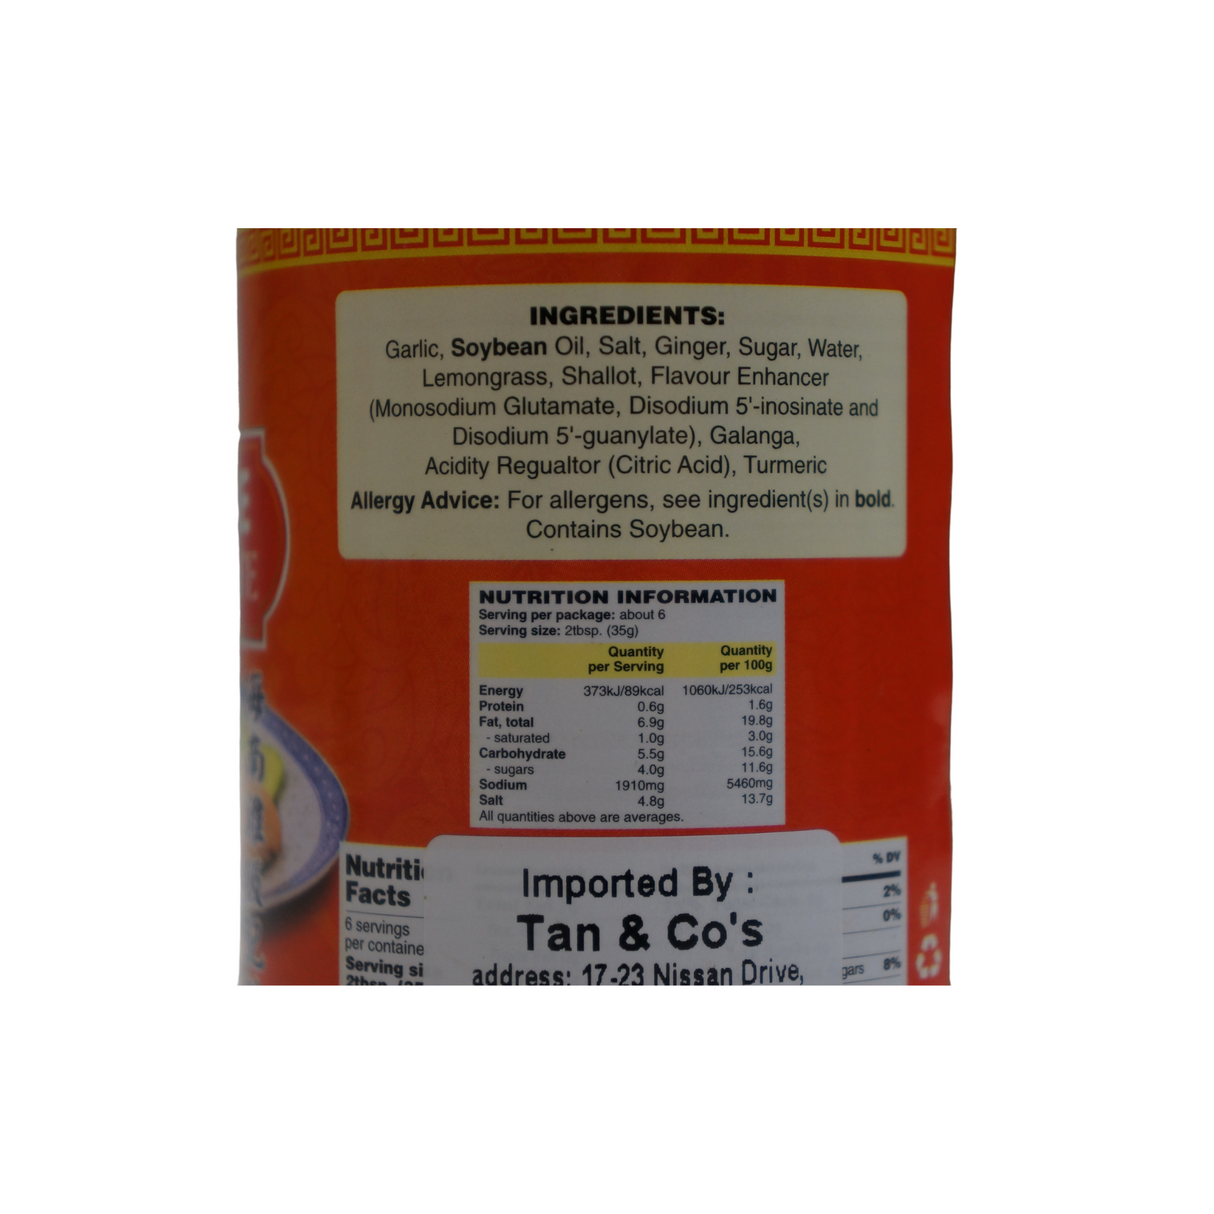 INGREDIENTS:
Garlic, Soybean Oil, Salt, Ginger, Sugar, Water,
Lemongrass, Shallot, Flavour Enhancer
(Monosodium Glutamate, Disodium 5'-inosinate and
Disodium 5'-guanylate), Galanga,
Acidity Regualtor (Citric Acid), Turmeric
Allergy Advice: For allergens, see ingredient(s) in bold.
Contains Soybean.
NUTRITION INFORMATION
Serving per package: about 6
Serving size: 2tbsp. (35g)
Quantity per Serving Quantity per 100g
Energy 373kJ/89kcal 1060kJ/253kcal
Protein 0.6g 1.6g
Fat, total 6.9g 19.8g
- saturated 1.0g 3.0g
Carbohydrate 5.5g 15.6g
- sugars 4.0g 11.6g
Sodium 1910mg 5460mg
Salt 4.8g 13.7g
All quantities above are averages.
Imported By :
Tan & Co's
address: 17-23 Nissan Drive,
Facts
6 servings
per
Serving
% DV
2%
0%
8%